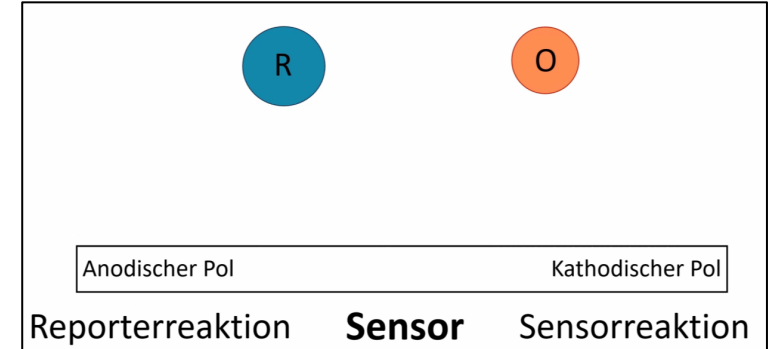 R O
Anodischer Pol Kathodischer Pol
Reporterreaktion Sensor Sensorreaktion